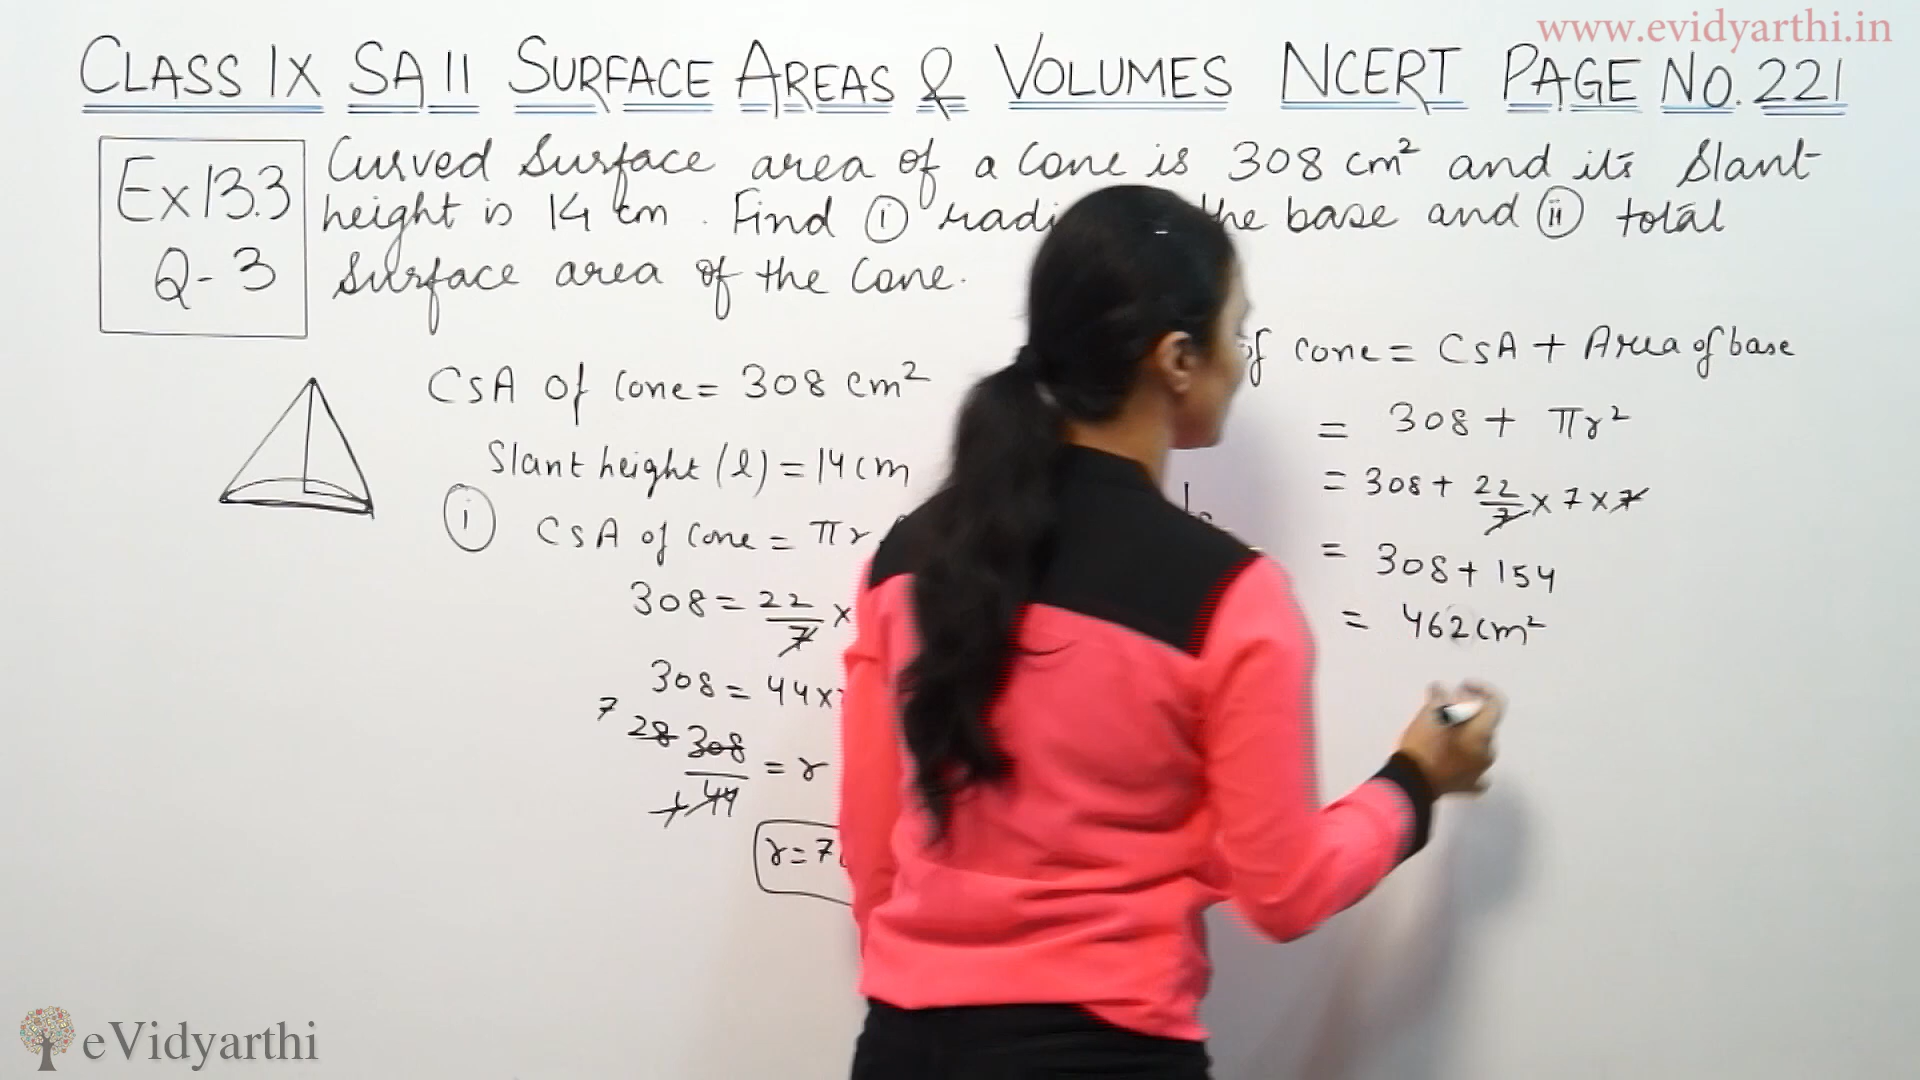 www.evidyarthi.in
CLASS IX SA II SURFACE AREAS & VOLUMES NCERT PAGE NO. 221
Ex 13.3
Q-3
Curved Surface area of a Cone is 308 cm² and its Slant
height is 14 cm. Find (i) the base and (ii) total
Surface area of the Cone.
CSA of Cone = 308 cm²
Slant height (l) = 14 cm
(i) CSA of Cone = πr
308 = 22/7 ×
308 = 44 ×
7 28 308/44 = r
r = 7
of cone = CSA + Area of base
= 308 + πr²
= 308 + 22/7 × 7 × 7
= 308 + 154
= 462 cm²
eVidyarthi